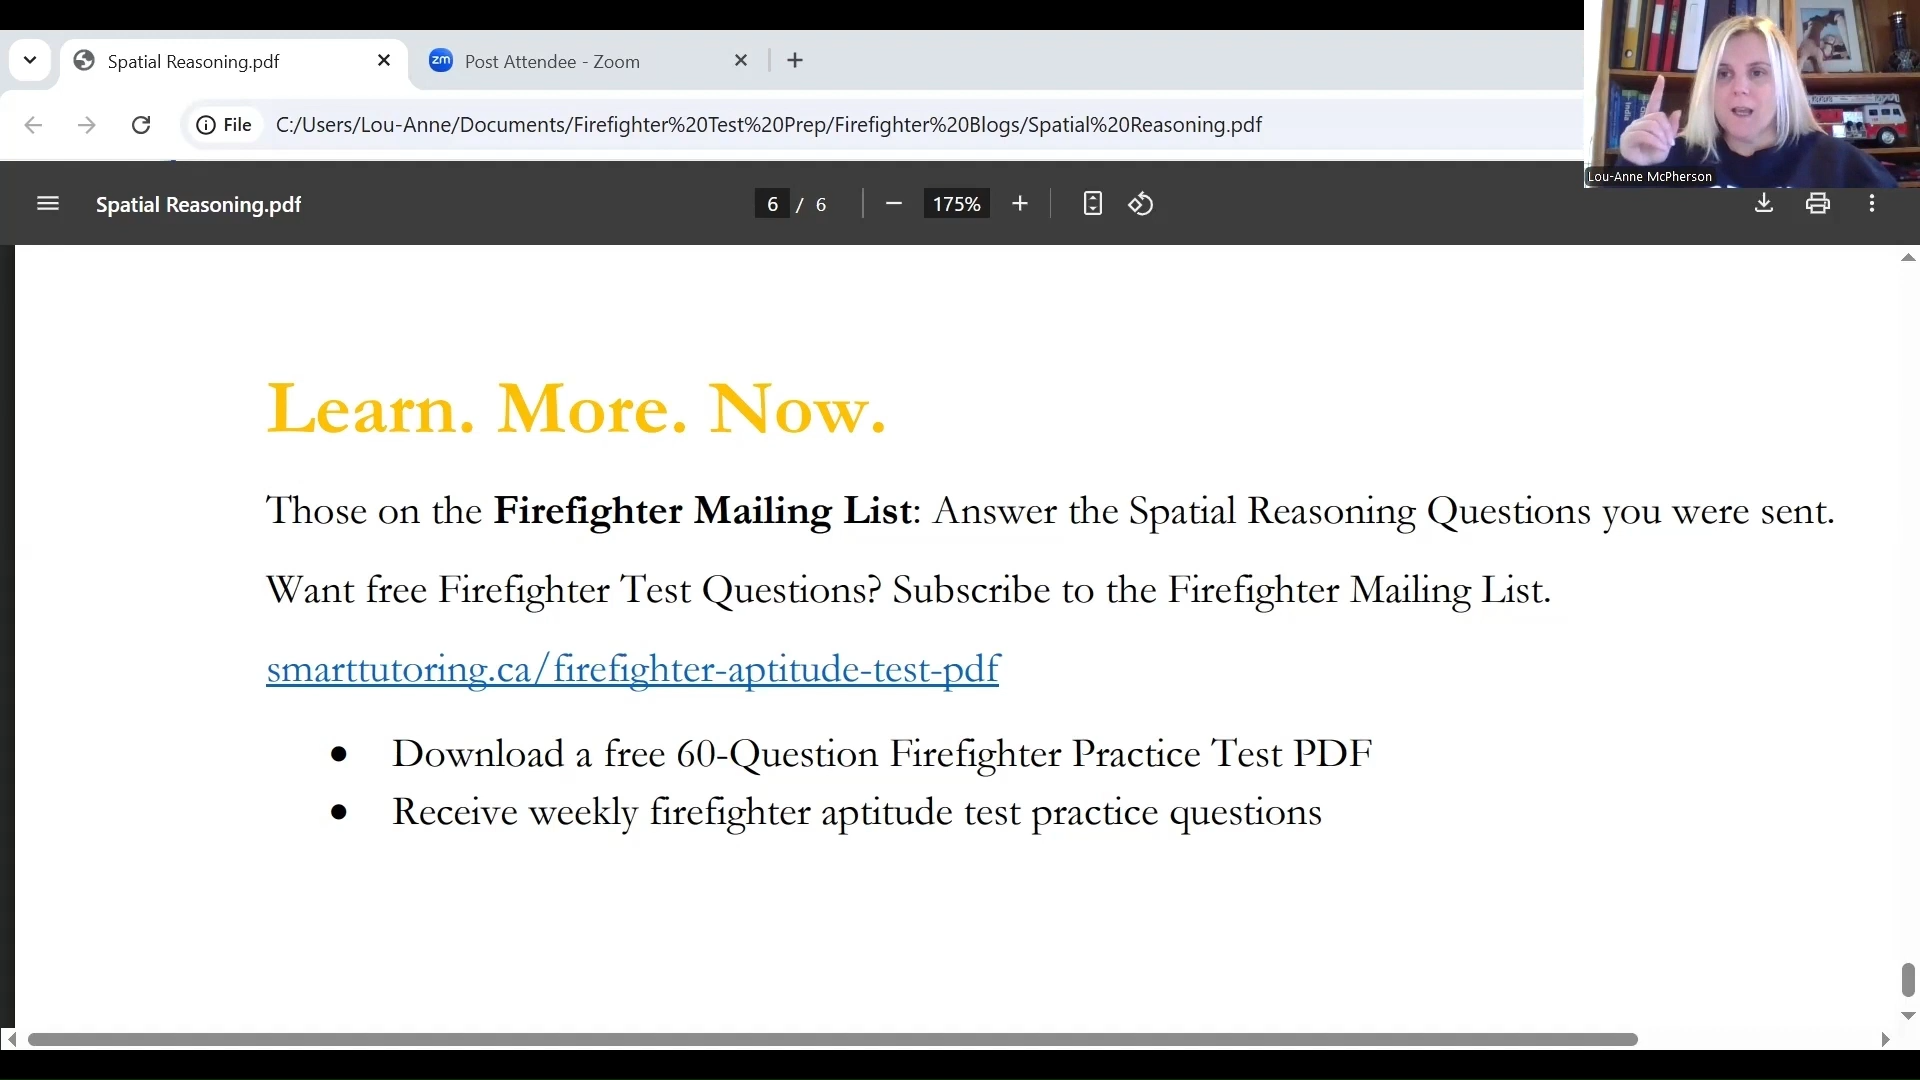 Spatial Reasoning.pdf
Post Attendee - Zoom
File
C:/Users/Lou-Anne/Documents/Firefighter%20Test%20Prep/Firefighter%20Blogs/Spatial%20Reasoning.pdf
Lou-Anne McPherson
Spatial Reasoning.pdf
6 / 6
175%
Learn. More. Now.
Those on the Firefighter Mailing List: Answer the Spatial Reasoning Questions you were sent.
Want free Firefighter Test Questions? Subscribe to the Firefighter Mailing List.
smarttutoring.ca/firefighter-aptitude-test-pdf
● Download a free 60-Question Firefighter Practice Test PDF
● Receive weekly firefighter aptitude test practice questions